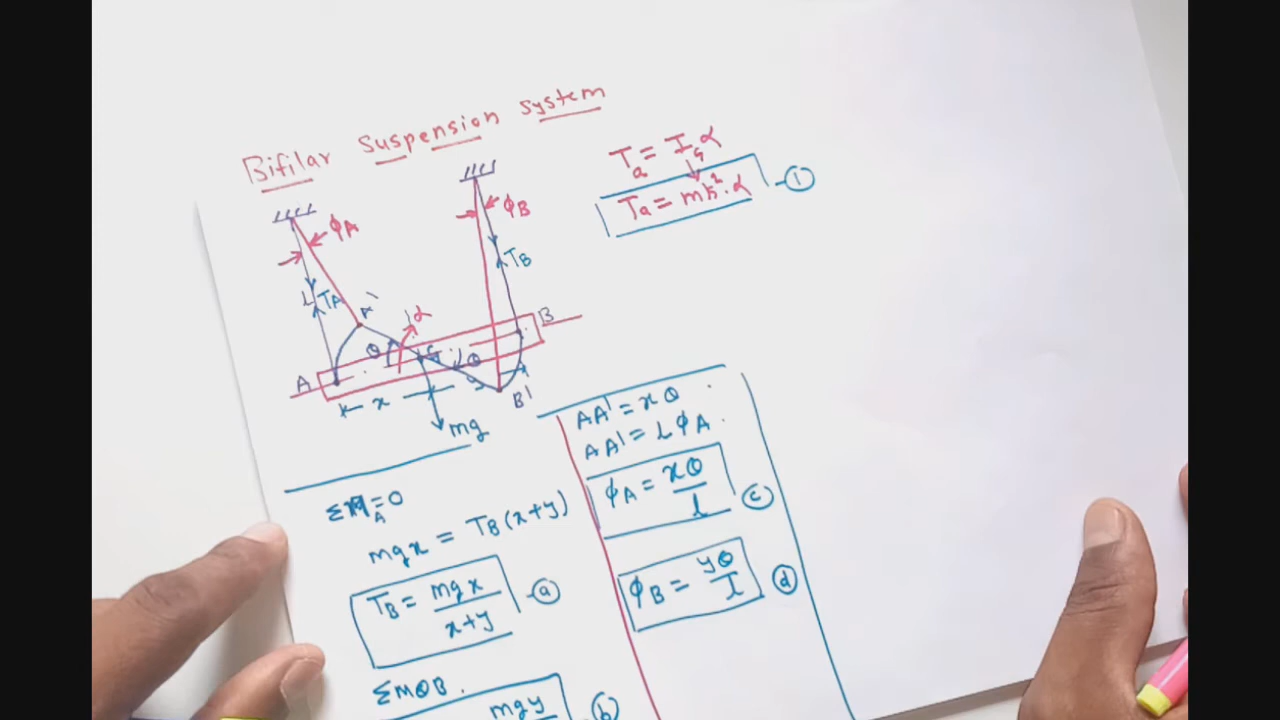 Bifilar Suspension System
Ta = IG α
Ta = mk². α -①
ϕA
ϕB
L
TA
TB
A'
α
B
θ
G
θ
A
x
y
B'
mg
ΣMA = 0
mgx = TB (x+y)
TB = mgx / x+y -ⓐ
ΣM@B.
mgy
ⓑ
AA' = xθ
AA' = LϕA
ϕA = xθ / l ⓒ
ϕB = yθ / l ⓓ